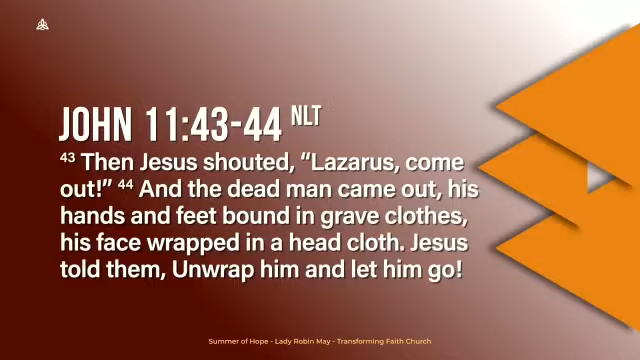 JOHN 11:43-44 NLT
43 Then Jesus shouted, “Lazarus, come
out!” 44 And the dead man came out, his
hands and feet bound in grave clothes,
his face wrapped in a head cloth. Jesus
told them, Unwrap him and let him go!
Summer of Hope - Lady Robin May - Transforming Faith Church